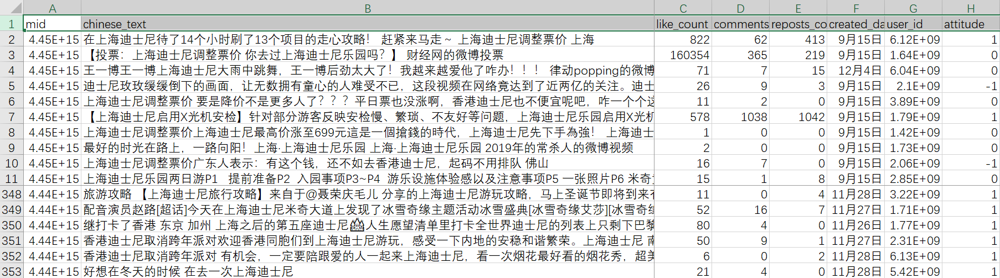 A B C D E F G H
1 mid chinese_text like_count comments reposts_co created_da user_id attitude
2 4.45E+15 在上海迪士尼待了14个小时刷了13个项目的走心攻略！ 赶紧来马走～ 上海迪士尼调整票价 上海 822 62 413 9月15日 6.12E+09 1
3 4.45E+15 【投票：上海迪士尼调整票价 你去过上海迪士尼乐园吗？】 财经网的微博投票 160354 365 219 9月15日 1.64E+09 0
4 4.45E+15 王一博王一博上海迪士尼大雨中跳舞，王一博后劲太大了！我越来越爱他了咋办！！！ 律动popping的微博 71 7 15 12月4日 6.04E+09 0
5 4.45E+15 迪士尼玫玫缓缓倒下的画面，让无数拥有童心的人难受不已，这段视频在网络竟达到了近两亿的关注。迪士 26 9 3 9月15日 2.1E+09 -1
6 4.45E+15 上海迪士尼调整票价 要是降价不是更多人了？？？平日票也没涨啊，香港迪士尼也不便宜呢吧，咋一个个这 11 2 0 9月15日 3.89E+09 0
7 4.45E+15 【上海迪士尼启用X光机安检】针对部分游客反映安检慢、繁琐、不友好等问题，上海迪士尼乐园启用X光机 578 1038 1042 9月15日 1.79E+09 1
8 4.45E+15 上海迪士尼调整票价上海迪士尼最高价涨至699元這是一個搶錢的時代，上海迪士尼先下手為強！ 上海迪士 1 0 0 9月15日 1.42E+09 0
9 4.45E+15 最好的时光在路上，一路向阳！上海·上海迪士尼乐园 上海·上海迪士尼乐园 2019年的常杀人的微博视频 2 0 0 9月15日 1.73E+09 0
10 4.45E+15 上海迪士尼调整票价广东人表示：有这个钱，还不如去香港迪士尼，起码不用排队 佛山 16 7 0 9月15日 2.06E+09 -1
11 4.45E+15 上海迪士尼乐园两日游P1 提前准备P2 入园事项P3~P4 游乐设施体验感以及注意事项P5 一张照片P6 米奇 15 1 8 9月15日 2.85E+09 0
348 4.44E+15 旅游攻略 【上海迪士尼旅行攻略】来自于@聂荣庆毛儿 分享的上海迪士尼游玩攻略，马上圣诞节即将到来 11 0 4 11月28日 3.22E+09 1
349 4.44E+15 配音演员赵路[超话]今天在上海迪士尼米奇大道上发现了冰雪奇缘主题活动冰雪盛典[冰雪奇缘艾莎][冰雪奇缘 52 16 7 11月27日 1.71E+09 1
350 4.44E+15 继打卡了香港 东京 加州 上海之后的第五座迪士尼🏰人生愿望清单里打卡全世界迪士尼的列表上只剩下巴黎 80 4 0 11月26日 1.77E+09 1
351 4.44E+15 香港迪士尼取消跨年派对欢迎香港同胞们到上海迪士尼游玩，感受一下内地的安稳和谐繁荣。上海迪士尼 南 50 9 1 11月27日 2.31E+09 1
352 4.44E+15 香港迪士尼取消跨年派对 有机会，一定要陪跟爱的人一起来上海迪士尼，看一次烟花最好看的烟花秀，超美 6 0 2 11月28日 6.13E+09 1
353 4.44E+15 好想在冬天的时候 在去一次上海迪士尼 21 4 0 11月28日 5.42E+09 1